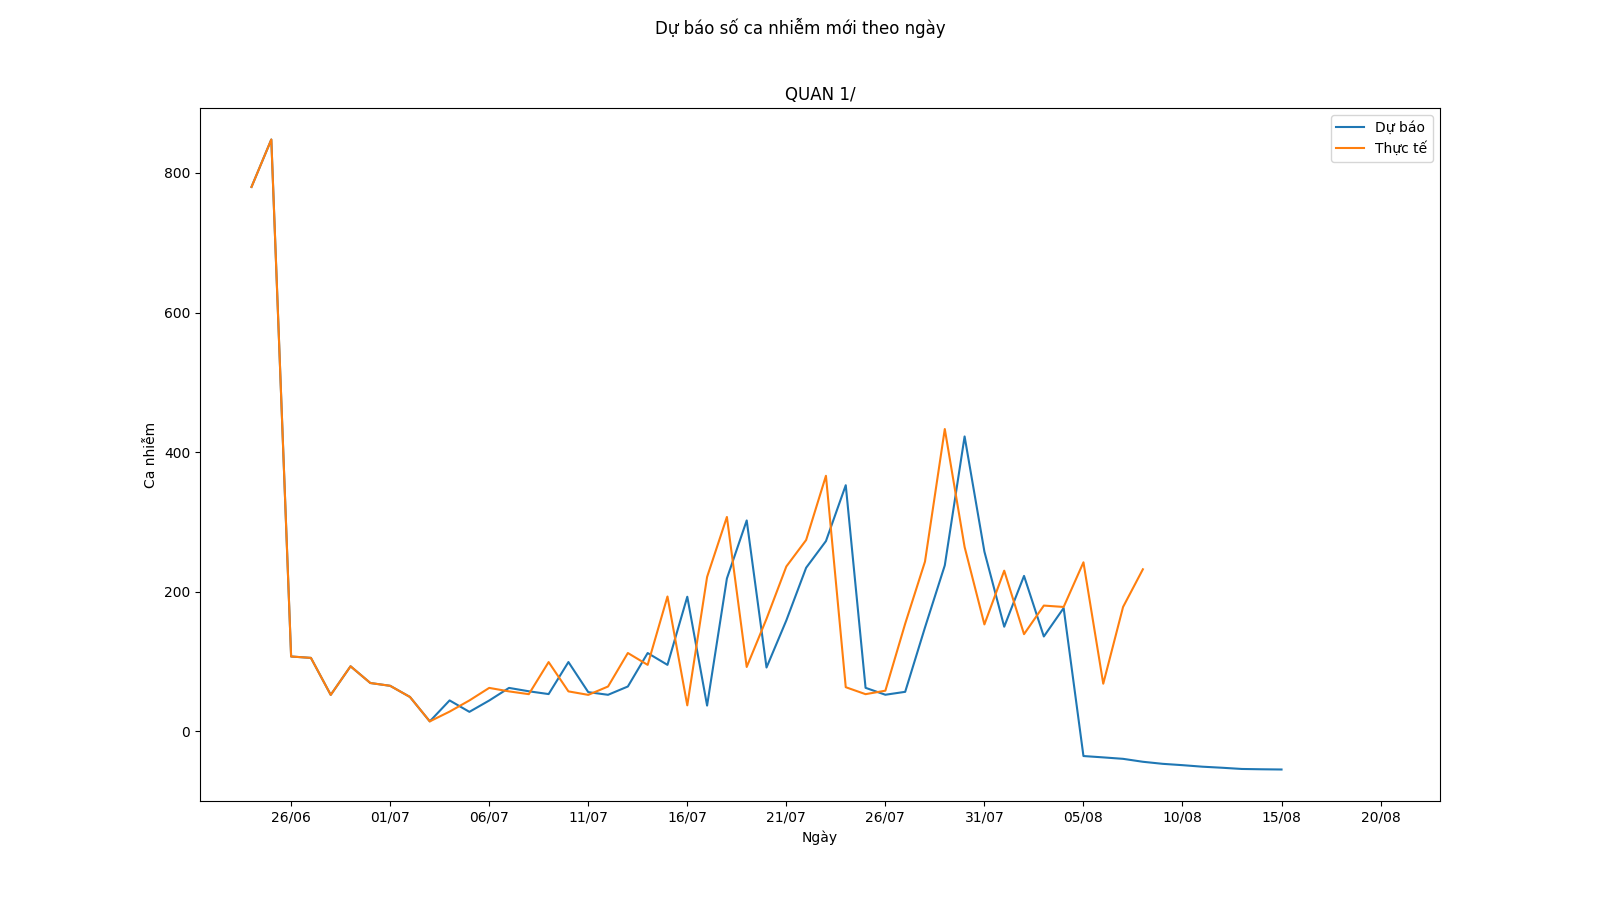 Dự báo số ca nhiễm mới theo ngày
QUAN 1/
Dự báo
Thực tế
800
600
400
200
0
Ca nhiễm
26/06 01/07 06/07 11/07 16/07 21/07 26/07 31/07 05/08 10/08 15/08 20/08
Ngày